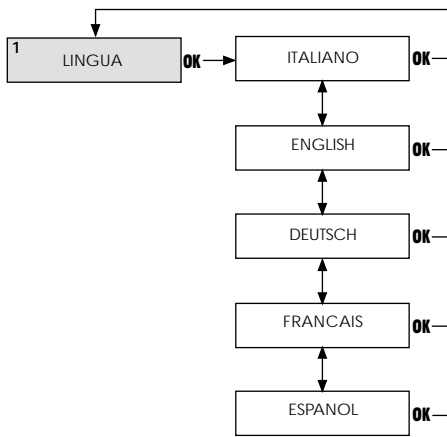 1
LINGUA OK ITALIANO OK
ENGLISH OK
DEUTSCH OK
FRANCAIS OK
ESPANOL OK